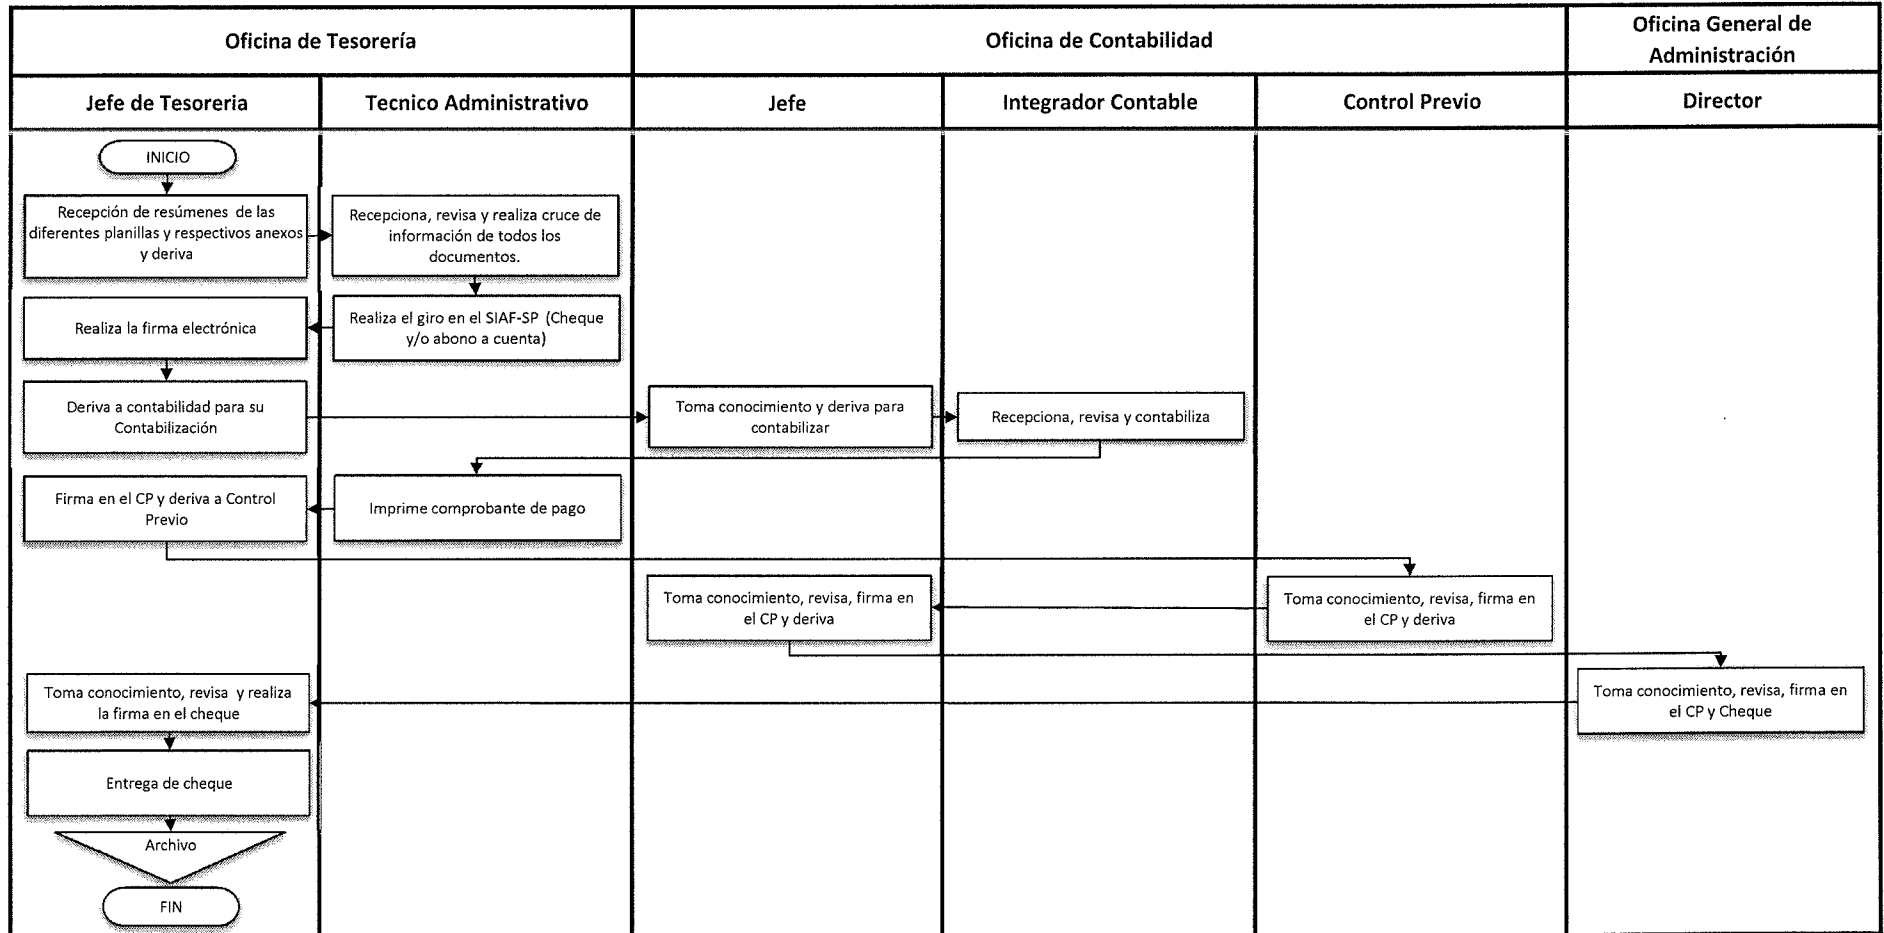 Oficina de Tesorería
Oficina de Contabilidad
Oficina General de
Administración
Jefe de Tesoreria
Tecnico Administrativo
Jefe
Integrador Contable
Control Previo
Director
INICIO
Recepción de resúmenes de las
diferentes planillas y respectivos anexos
y deriva
Recepciona, revisa y realiza cruce de
información de todos los
documentos.
Realiza la firma electrónica
Realiza el giro en el SIAF-SP (Cheque
y/o abono a cuenta)
Deriva a contabilidad para su
Contabilización
Toma conocimiento y deriva para
contabilizar
Recepciona, revisa y contabiliza
Firma en el CP y deriva a Control
Previo
Imprime comprobante de pago
Toma conocimiento, revisa, firma en
el CP y deriva
Toma conocimiento, revisa, firma en
el CP y deriva
Toma conocimiento, revisa y realiza
la firma en el cheque
Toma conocimiento, revisa, firma en
el CP y Cheque
Entrega de cheque
Archivo
FIN